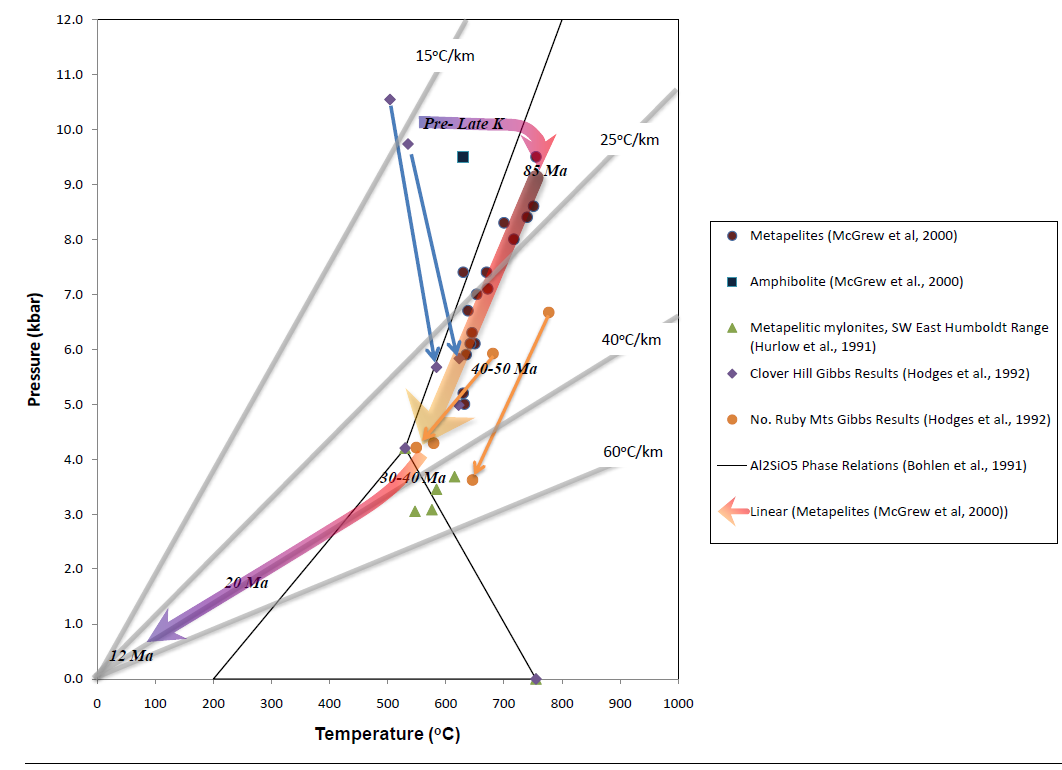 12.0
11.0
10.0
9.0
8.0
7.0
6.0
5.0
4.0
3.0
2.0
1.0
0.0
Pressure (kbar)
15°C/km
Pre- Late K
25°C/km
85 Ma
40°C/km
40-50 Ma
60°C/km
30-40 Ma
20 Ma
12 Ma
0 100 200 300 400 500 600 700 800 900 1000
Temperature (°C)
Metapelites (McGrew et al, 2000)
Amphibolite (McGrew et al., 2000)
Metapelitic mylonites, SW East Humboldt Range
(Hurlow et al., 1991)
Clover Hill Gibbs Results (Hodges et al., 1992)
No. Ruby Mts Gibbs Results (Hodges et al., 1992)
Al2SiO5 Phase Relations (Bohlen et al., 1991)
Linear (Metapelites (McGrew et al, 2000))